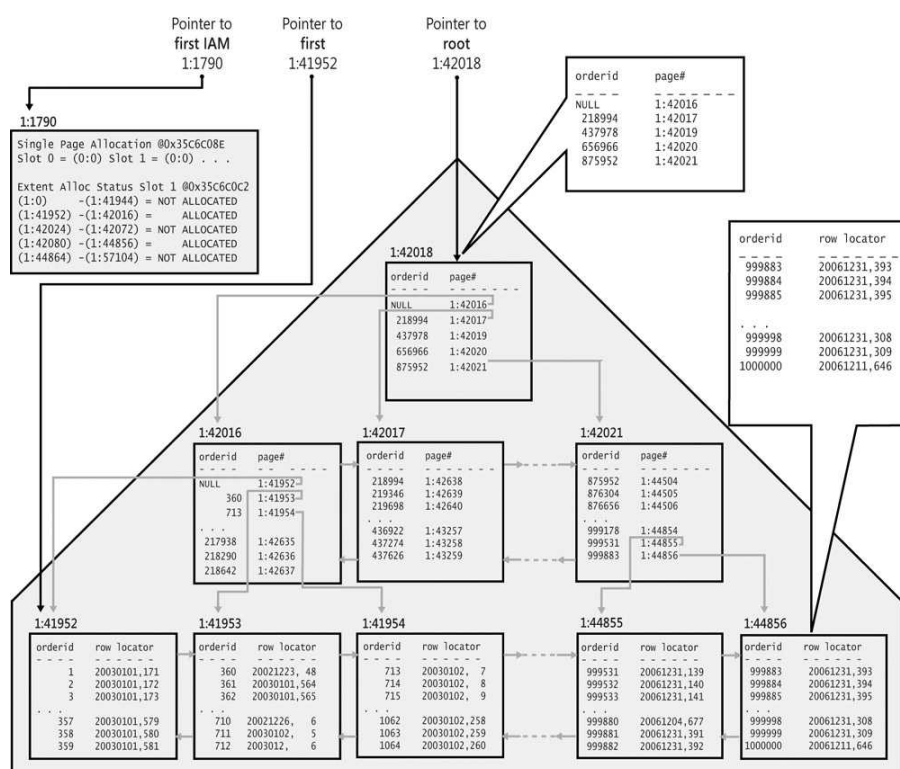 Pointer to
first IAM
1:1790
Pointer to
first
1:41952
Pointer to
root
1:42018
orderid page#
- - - - - - - - - - -
NULL 1:42016
218994 1:42017
437978 1:42019
656966 1:42020
875952 1:42021
1:1790
Single Page Allocation @0x35C6C08E
Slot 0 = (0:0) Slot 1 = (0:0) . . .
Extent Alloc Status Slot 1 @0x35C6C0C2
(1:0) -(1:41944) = NOT ALLOCATED
(1:41952) -(1:42016) = ALLOCATED
(1:42024) -(1:42072) = NOT ALLOCATED
(1:42080) -(1:44856) = ALLOCATED
(1:44864) -(1:57104) = NOT ALLOCATED
orderid row locator
- - - - - - - - - - -
999883 20061231,393
999884 20061231,394
999885 20061231,395
. . .
999998 20061231,308
999999 20061231,309
1000000 20061211,646
1:42018
orderid page#
- - - - - - - - - - -
NULL 1:42016
218994 1:42017
437978 1:42019
656966 1:42020
875952 1:42021
1:42016
orderid page#
- - - - - - - - - - -
NULL 1:41952
360 1:41953
713 1:41954
. . .
217938 1:42635
218290 1:42636
218642 1:42637
1:42017
orderid page#
- - - - - - - - - - -
218994 1:42638
219346 1:42639
219698 1:42640
. . .
436922 1:43257
437274 1:43258
437626 1:43259
1:42021
orderid page#
- - - - - - - - - - -
875952 1:44504
876304 1:44505
876656 1:44506
. . .
999178 1:44854
999531 1:44855
999883 1:44856
1:41952
orderid row locator
- - - - - - - - - - -
1 20030101,171
2 20030101,172
3 20030101,173
. . .
357 20030101,579
358 20030101,580
359 20030101,581
1:41953
orderid row locator
- - - - - - - - - - -
360 20021223, 48
361 20030101,564
362 20030101,565
. . .
710 20021226, 6
711 20030102, 5
712 2003012, 6
1:41954
orderid row locator
- - - - - - - - - - -
713 20030102, 7
714 20030102, 8
715 20030102, 9
. . .
1062 20030102,258
1063 20030102,259
1064 20030102,260
1:44855
orderid row locator
- - - - - - - - - - -
999531 20061231,139
999532 20061231,140
999533 20061231,141
. . .
999880 20061204,677
999881 20061231,391
999882 20061231,392
1:44856
orderid row locator
- - - - - - - - - - -
999883 20061231,393
999884 20061231,394
999885 20061231,395
. . .
999998 20061231,308
999999 20061231,309
1000000 20061211,646